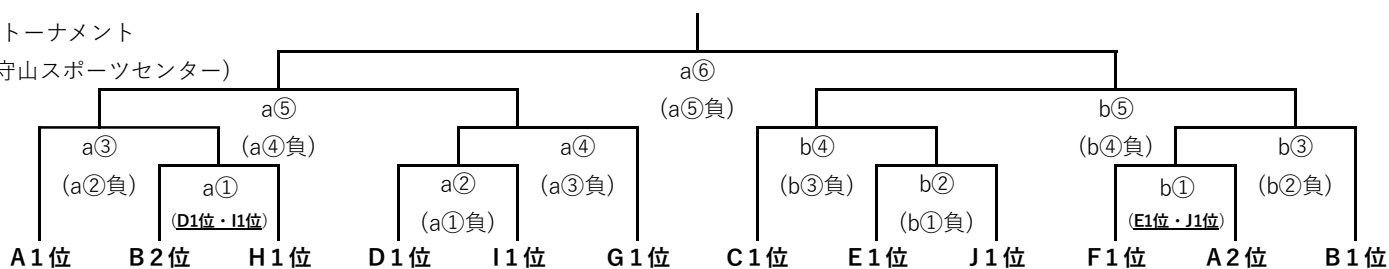 トーナメント
守山スポーツセンター)
a⑥
(a⑤負)
a⑤
(a④負)
b⑤
(b④負)
a③
(a②負)
a④
(a③負)
b④
(b③負)
b③
(b②負)
a①
(D1位・I1位)
a②
(a①負)
b②
(b①負)
b①
(E1位・J1位)
A1位 B2位 H1位 D1位 I1位 G1位 C1位 E1位 J1位 F1位 A2位 B1位